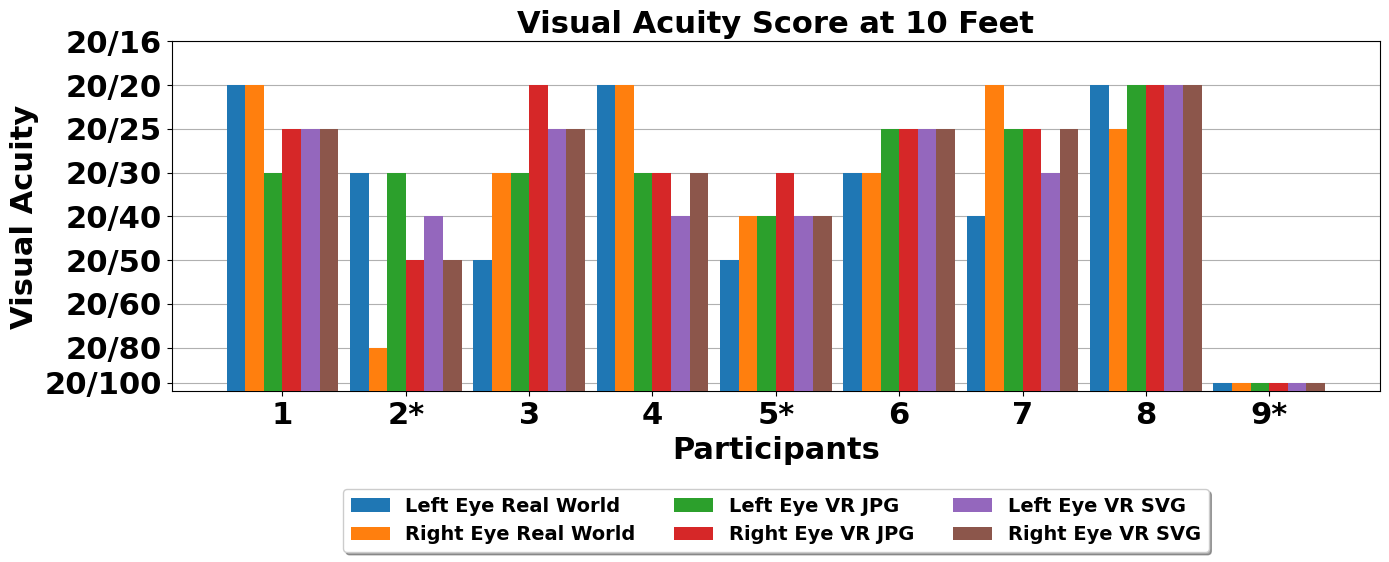 Visual Acuity Score at 10 Feet
Visual Acuity
20/16
20/20
20/25
20/30
20/40
20/50
20/60
20/80
20/100
1 2* 3 4 5* 6 7 8 9*
Participants
Left Eye Real World Left Eye VR JPG Left Eye VR SVG
Right Eye Real World Right Eye VR JPG Right Eye VR SVG